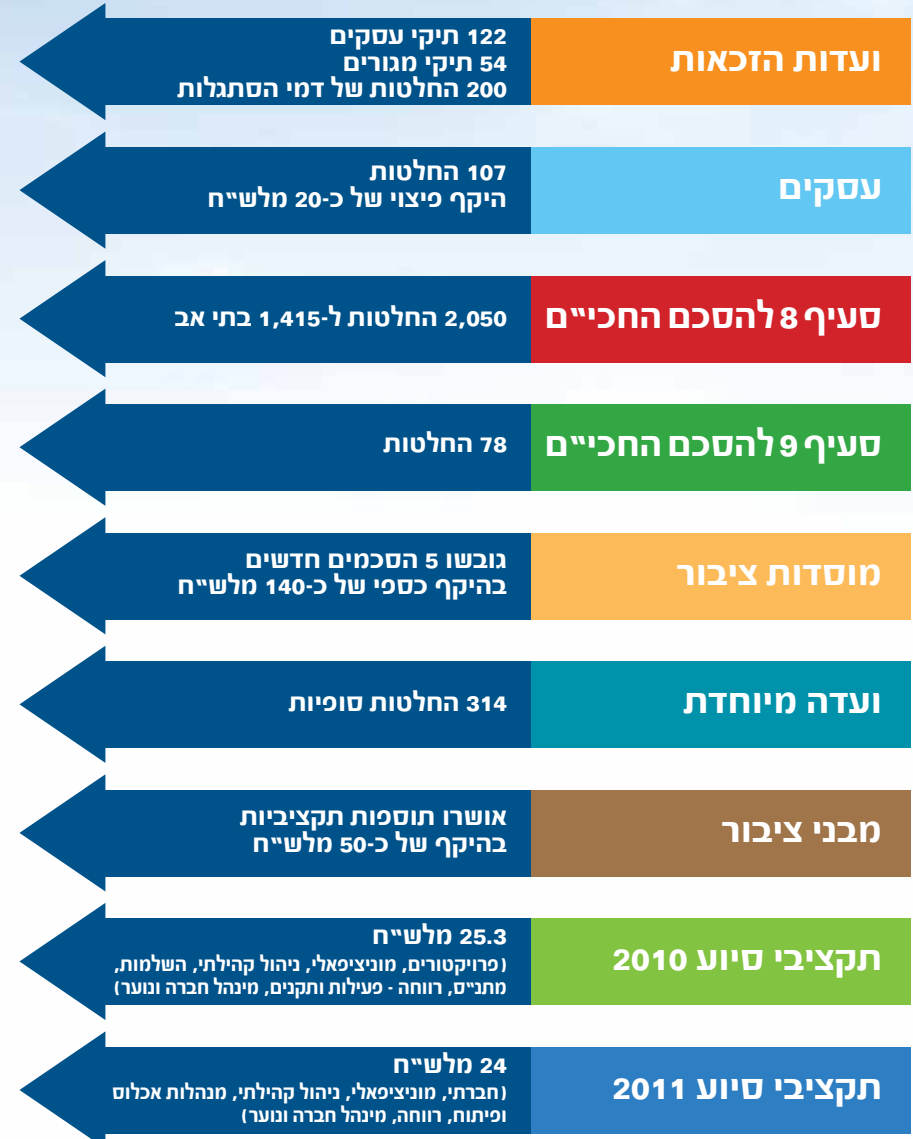 ועדות הזכאות
122 תיקי עסקים
54 תיקי מגורים
200 החלטות של דמי הסתגלות
עסקים
107 החלטות
היקף פיצוי של כ-20 מלש״ח
סעיף 8 להסכם החכי״ם
2,050 החלטות ל-1,415 בתי אב
סעיף 9 להסכם החכי״ם
78 החלטות
מוסדות ציבור
גובשו 5 הסכמים חדשים
בהיקף כספי של כ-140 מלש״ח
ועדה מיוחדת
314 החלטות סופיות
מבני ציבור
אושרו תוספות תקציביות
בהיקף של כ-50 מלש״ח
תקציבי סיוע 2010
25.3 מלש״ח
(פרויקטורים, מוניציפאלי, ניהול קהילתי, השלמות,
מתנ״ס, רווחה - פעילות ותקנים, מינהל חברה ונוער)
תקציבי סיוע 2011
24 מלש״ח
(חברתי, מוניציפאלי, ניהול קהילתי, מנהלות אכלוס
ופיתוח, רווחה, מינהל חברה ונוער)